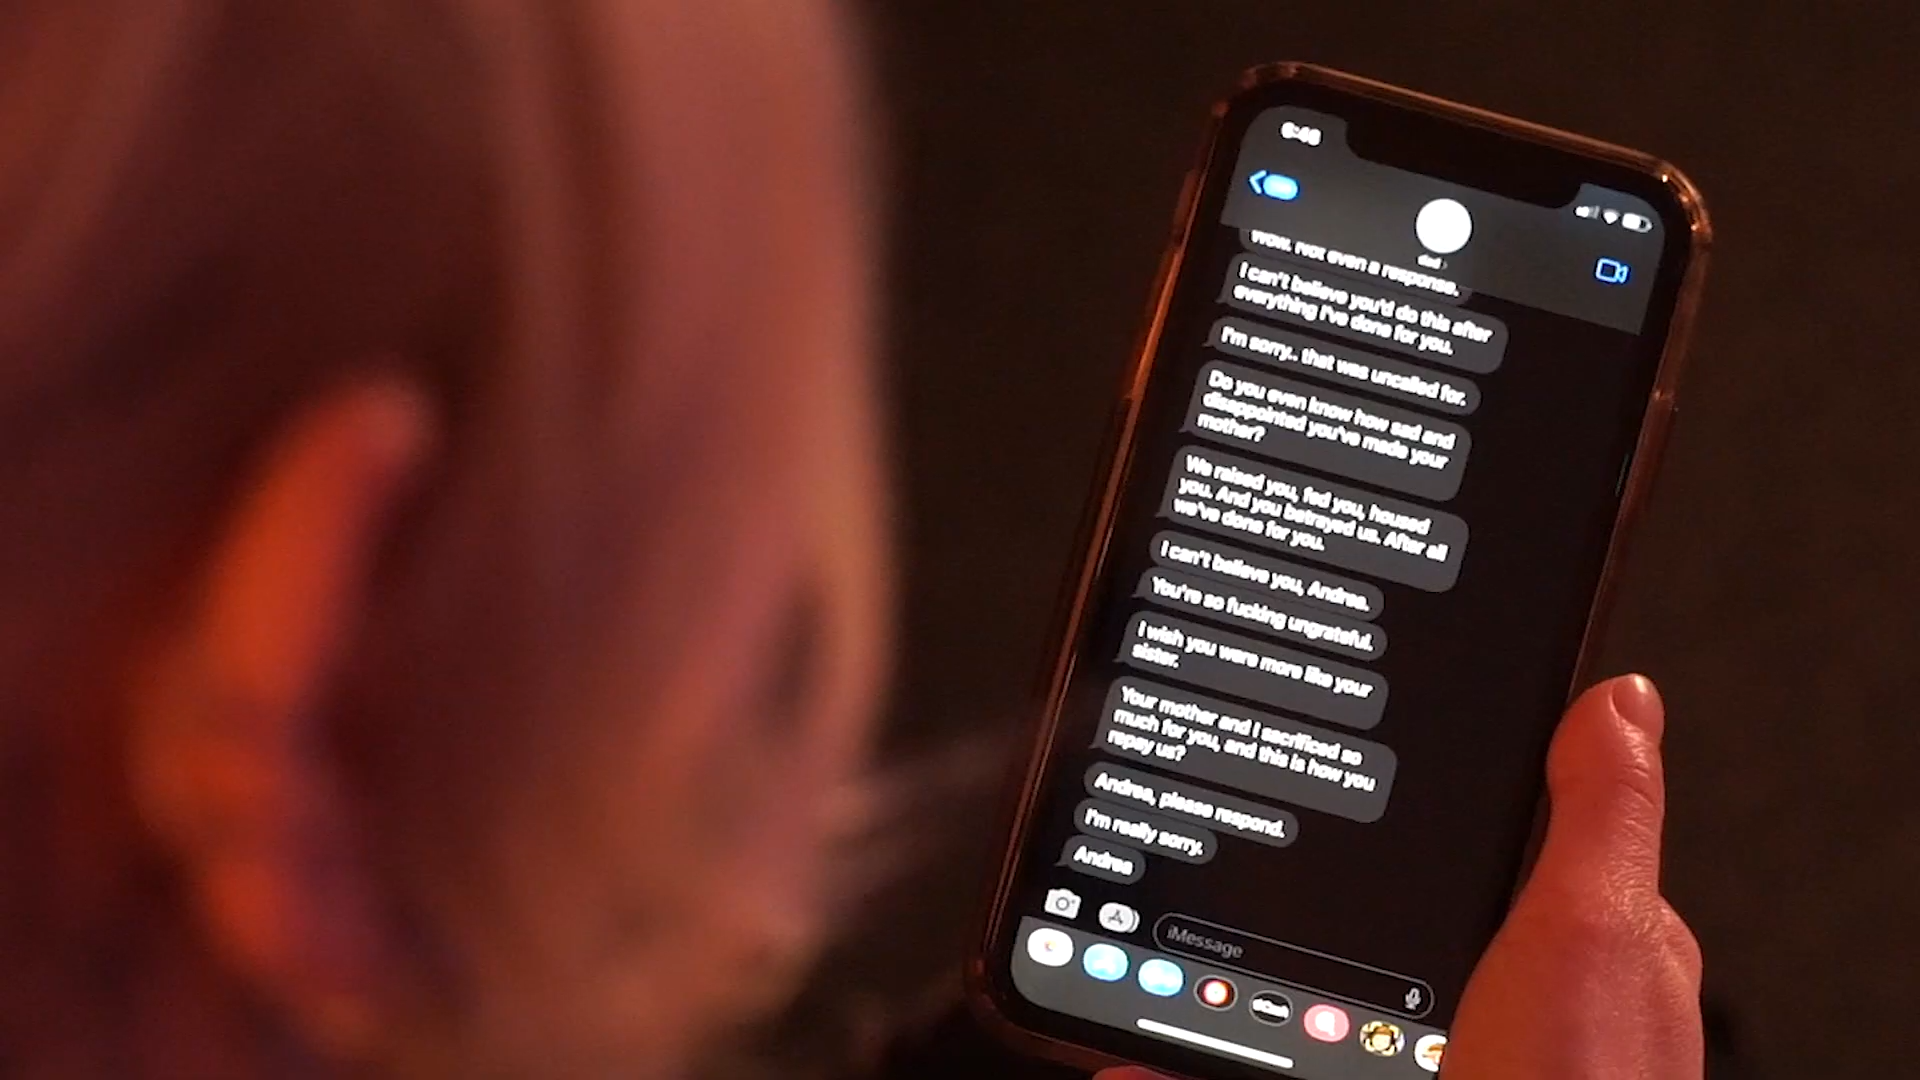 6:46
dad
Wow. Not even a response.
I can't believe you'd do this after
everything I've done for you.
I'm sorry.. that was uncalled for.
Do you even know how sad and
disappointed you've made your
mother?
We raised you, fed you, housed
you. And you betrayed us. After all
we've done for you.
I can't believe you, Andrea.
You're so fucking ungrateful.
I wish you were more like your
sister.
Your mother and I sacrificed so
much for you, and this is how you
repay us?
Andrea, please respond.
I'm really sorry.
Andrea
iMessage